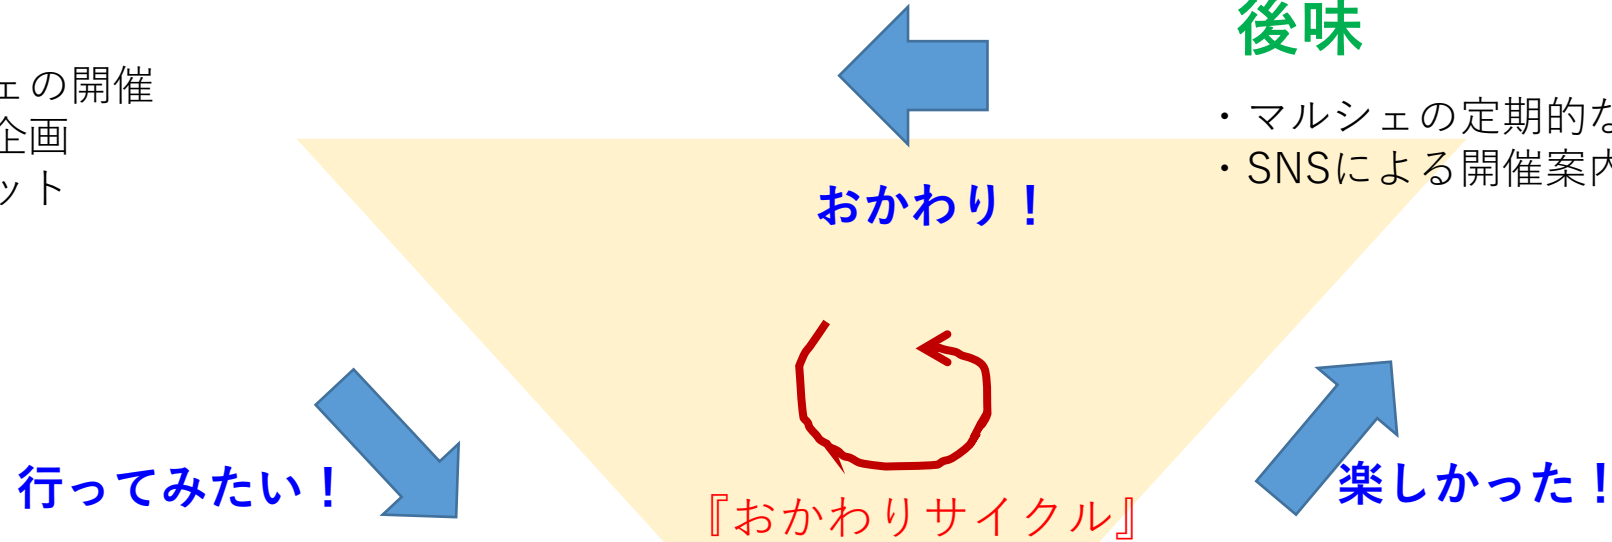 後味
ェの開催
企画
ット
・マルシェの定期的な
・SNSによる開催案内
おかわり！
行ってみたい！
楽しかった！
『おかわりサイクル』